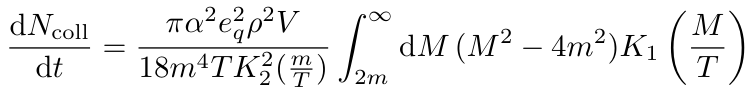 \frac{\mathrm{d}N_{\mathrm{coll}}}{\mathrm{d}t} = \frac{\pi\alpha^2 e_q^2 \rho^2 V}{18m^4 T K_2^2(\frac{m}{T})} \int_{2m}^{\infty} \mathrm{d}M\,(M^2 - 4m^2)K_1\left(\frac{M}{T}\right)